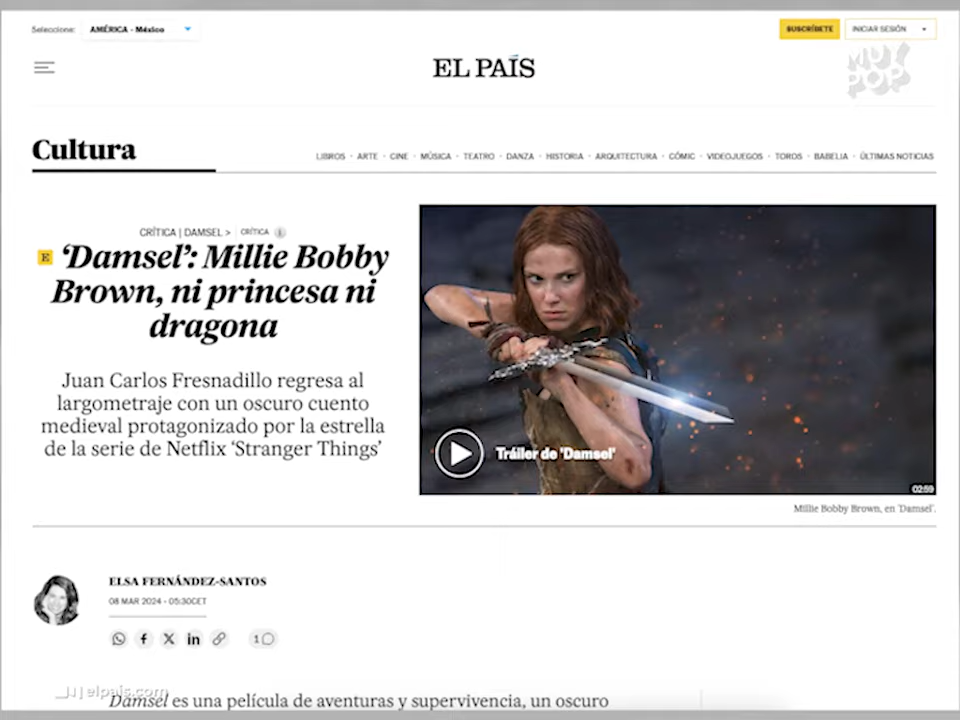 Seleccione:
AMÉRICA - México
SUSCRÍBETE
INICIAR SESIÓN
EL PAÍS
MUY
POP
Cultura
LIBROS · ARTE · CINE · MÚSICA · TEATRO · DANZA · HISTORIA · ARQUITECTURA · CÓMIC · VIDEOJUEGOS · TOROS · BABELIA · ÚLTIMAS NOTICIAS
CRÍTICA | DAMSEL > CRÍTICA i
E ‘Damsel’: Millie Bobby
Brown, ni princesa ni
dragona
Juan Carlos Fresnadillo regresa al
largometraje con un oscuro cuento
medieval protagonizado por la estrella
de la serie de Netflix ‘Stranger Things’
Tráiler de 'Damsel'
02:59
Millie Bobby Brown, en 'Damsel'.
ELSA FERNÁNDEZ-SANTOS
08 MAR 2024 - 05:30CET
1
elpais.com
Damsel es una película de aventuras y supervivencia, un oscuro